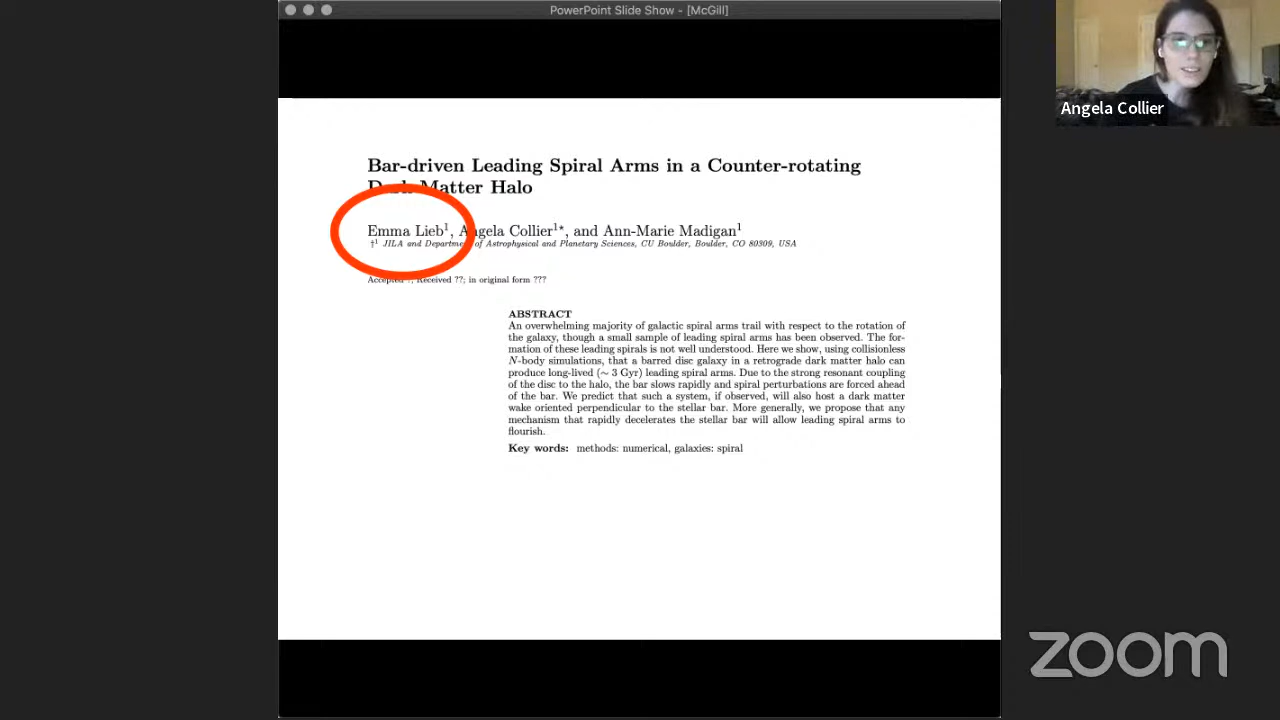 PowerPoint Slide Show - [McGill]
Angela Collier
Bar-driven Leading Spiral Arms in a Counter-rotating
Dark Matter Halo
Emma Lieb¹, Angela Collier¹⋆, and Ann-Marie Madigan¹
†¹ JILA and Department of Astrophysical and Planetary Sciences, CU Boulder, Boulder, CO 80309, USA
Accepted ?; Received ??; in original form ???
ABSTRACT
An overwhelming majority of galactic spiral arms trail with respect to the rotation of
the galaxy, though a small sample of leading spiral arms has been observed. The for-
mation of these leading spirals is not well understood. Here we show, using collisionless
N-body simulations, that a barred disc galaxy in a retrograde dark matter halo can
produce long-lived (∼ 3 Gyr) leading spiral arms. Due to the strong resonant coupling
of the disc to the halo, the bar slows rapidly and spiral perturbations are forced ahead
of the bar. We predict that such a system, if observed, will also host a dark matter
wake oriented perpendicular to the stellar bar. More generally, we propose that any
mechanism that rapidly decelerates the stellar bar will allow leading spiral arms to
flourish.
Key words: methods: numerical, galaxies: spiral
zoom